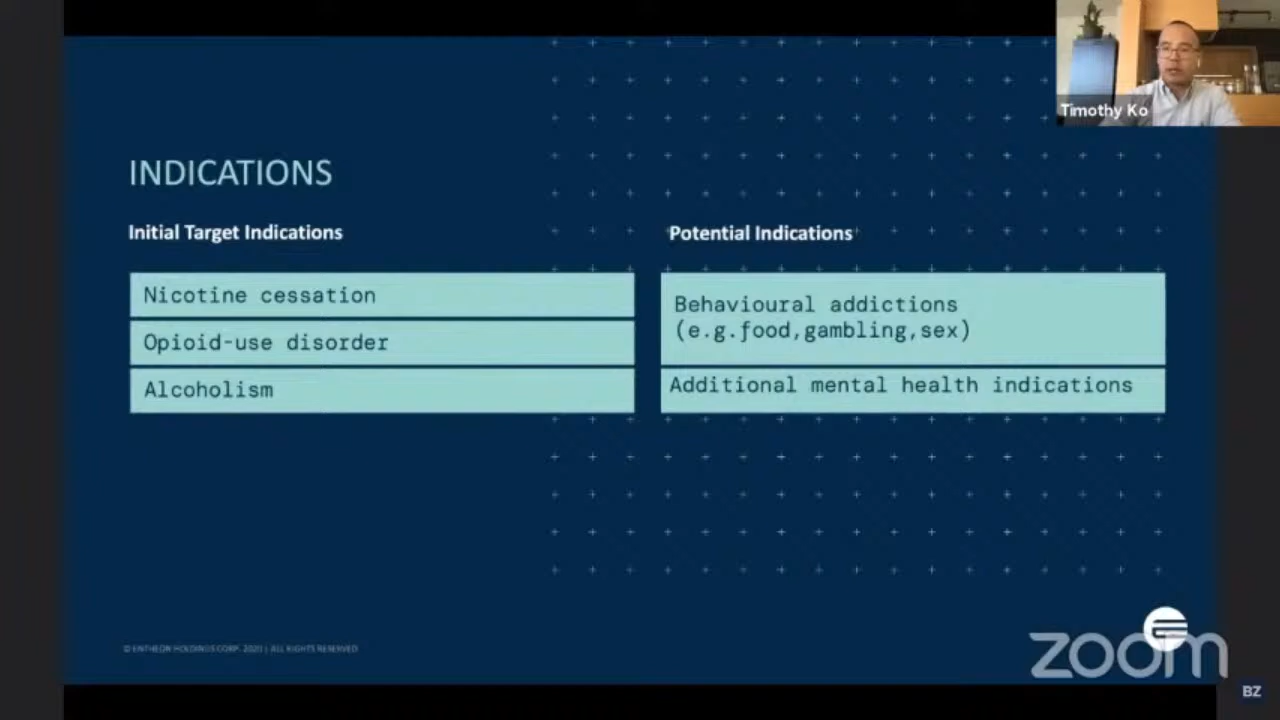 Timothy Ko
INDICATIONS
Initial Target Indications
Potential Indications
Nicotine cessation
Opioid-use disorder
Alcoholism
Behavioural addictions
(e.g.food,gambling,sex)
Additional mental health indications
© ENTHEON HOLDINGS CORP. 2020 | ALL RIGHTS RESERVED
zoom
BZ